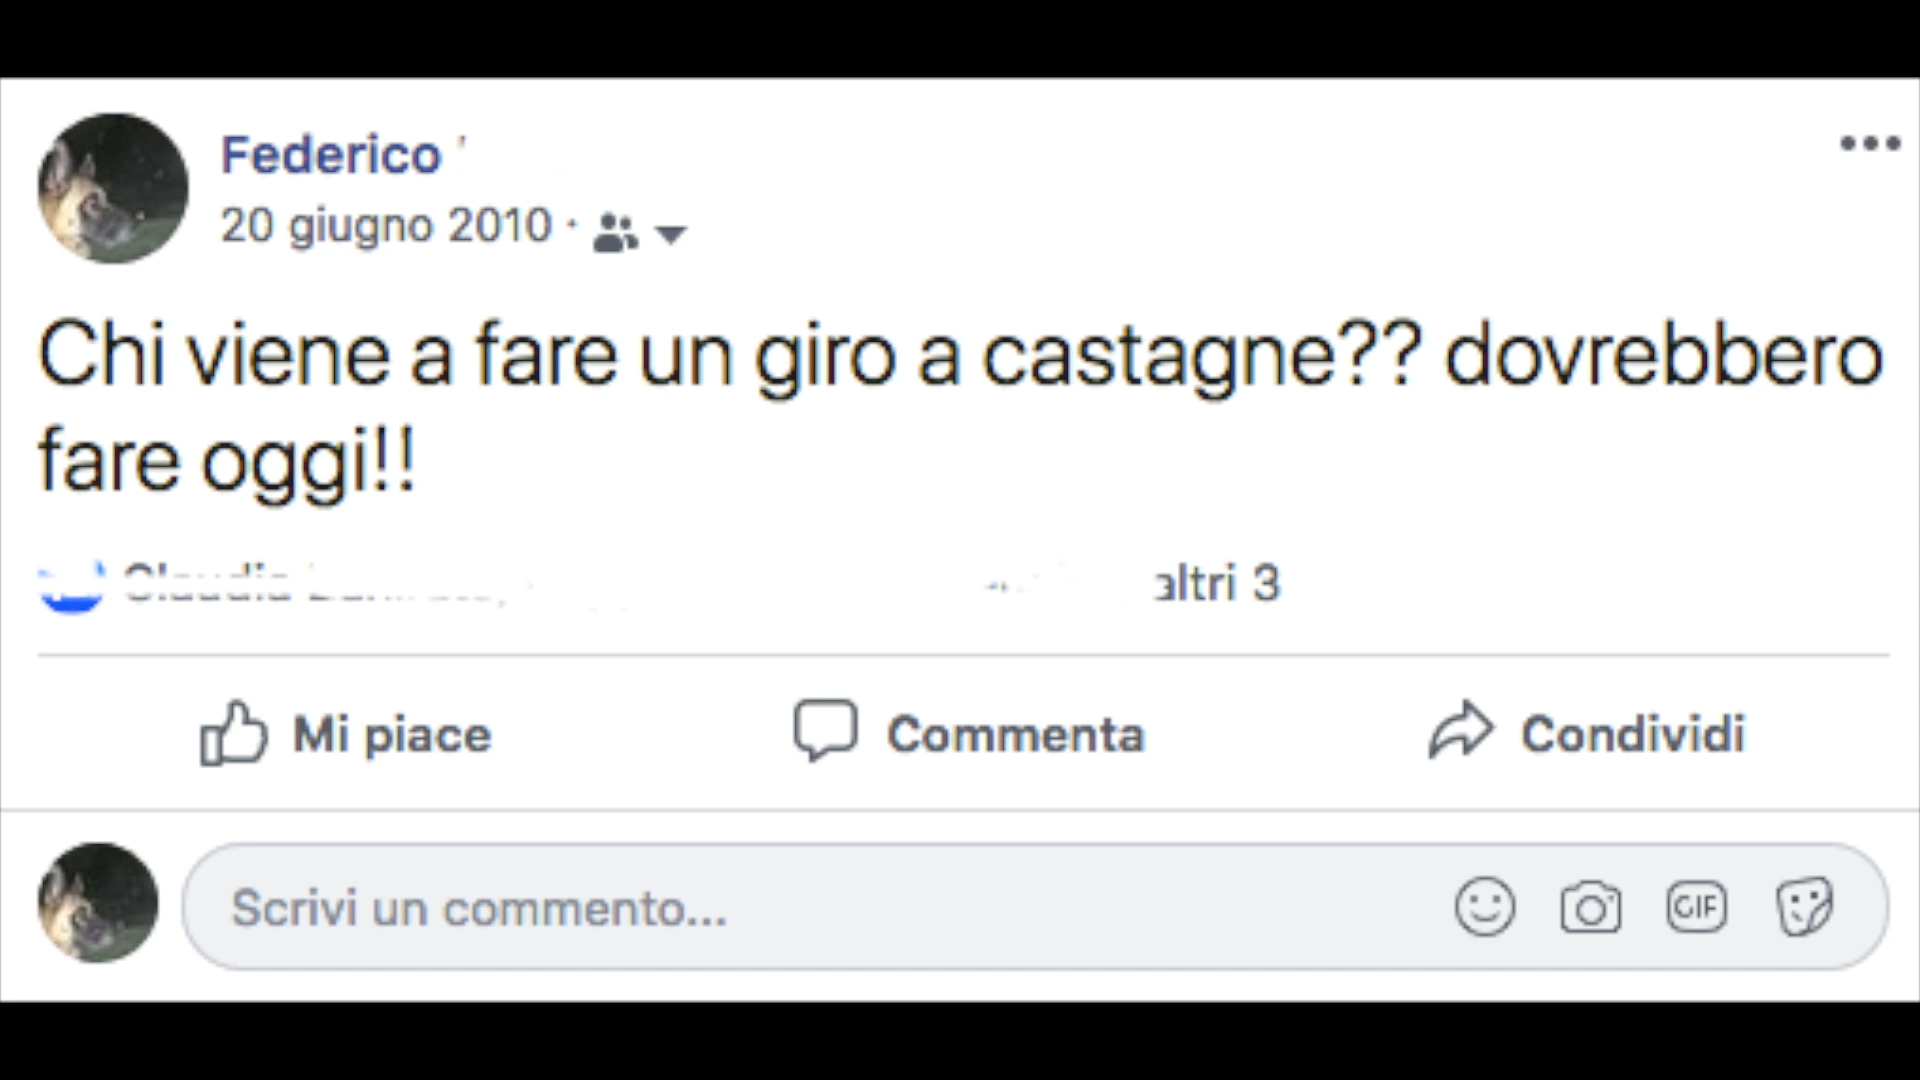 Federico
20 giugno 2010 ·
Chi viene a fare un giro a castagne?? dovrebbero
fare oggi!!
altri 3
Mi piace
Commenta
Condividi
Scrivi un commento...
GIF